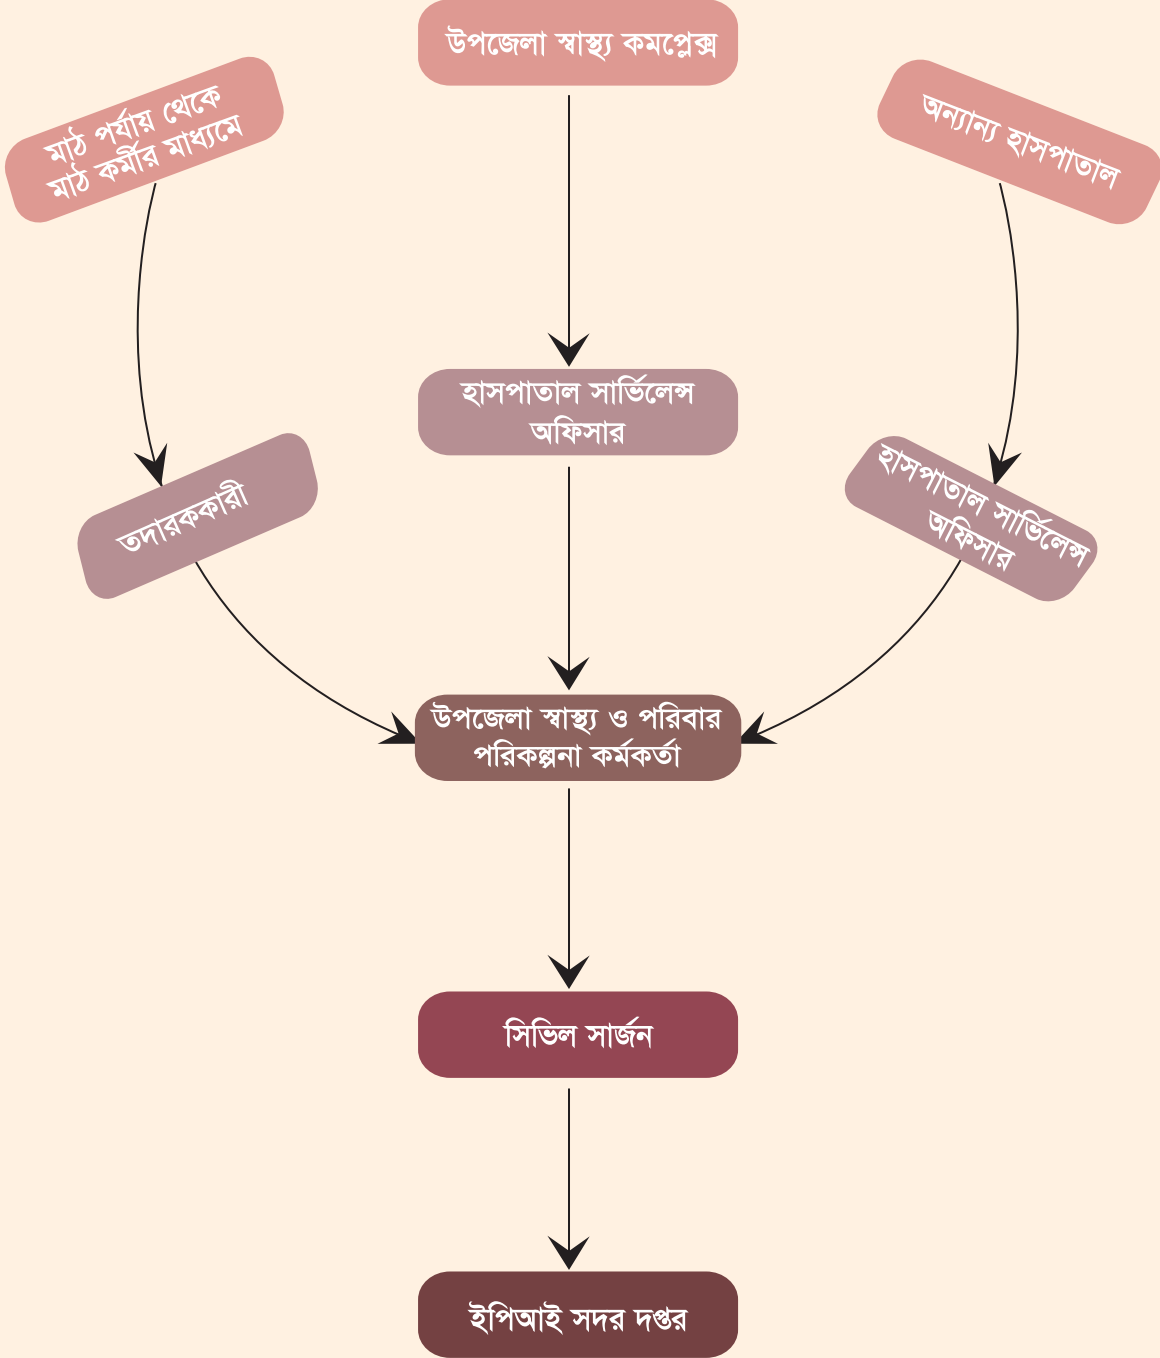 উপজেলা স্বাস্থ্য কমপ্লেক্স
মাঠ পর্যায় থেকে
মাঠ কর্মীর মাধ্যমে
অন্যান্য হাসপাতাল
হাসপাতাল সার্ভিলেন্স
অফিসার
তদারককারী
হাসপাতাল সার্ভিলেন্স
অফিসার
উপজেলা স্বাস্থ্য ও পরিবার
পরিকল্পনা কর্মকর্তা
সিভিল সার্জন
ইপিআই সদর দপ্তর